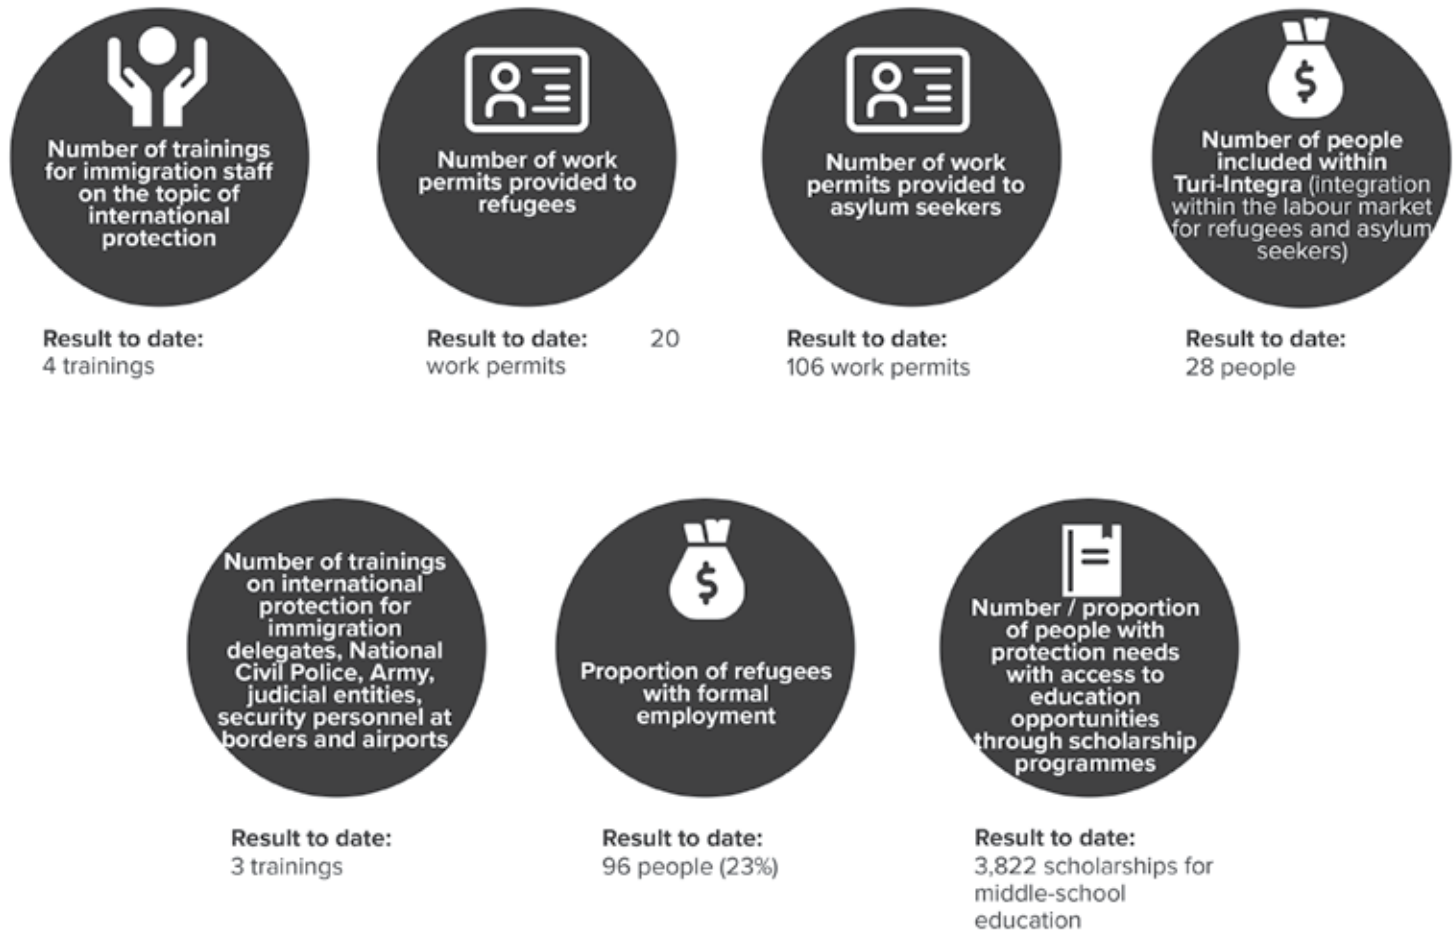 Number of trainings
for immigration staff
on the topic of
international
protection
Result to date:
4 trainings
Number of work
permits provided to
refugees
Result to date: 20
work permits
Number of work
permits provided to
asylum seekers
Result to date:
106 work permits
$
Number of people
included within
Turi-Integra (integration
within the labour market
for refugees and asylum
seekers)
Result to date:
28 people
Number of trainings
on international
protection for
immigration
delegates, National
Civil Police, Army,
judicial entities,
security personnel at
borders and airports
Result to date:
3 trainings
$
Proportion of refugees
with formal
employment
Result to date:
96 people (23%)
Number / proportion
of people with
protection needs
with access to
education
opportunities
through scholarship
programmes
Result to date:
3,822 scholarships for
middle-school
education